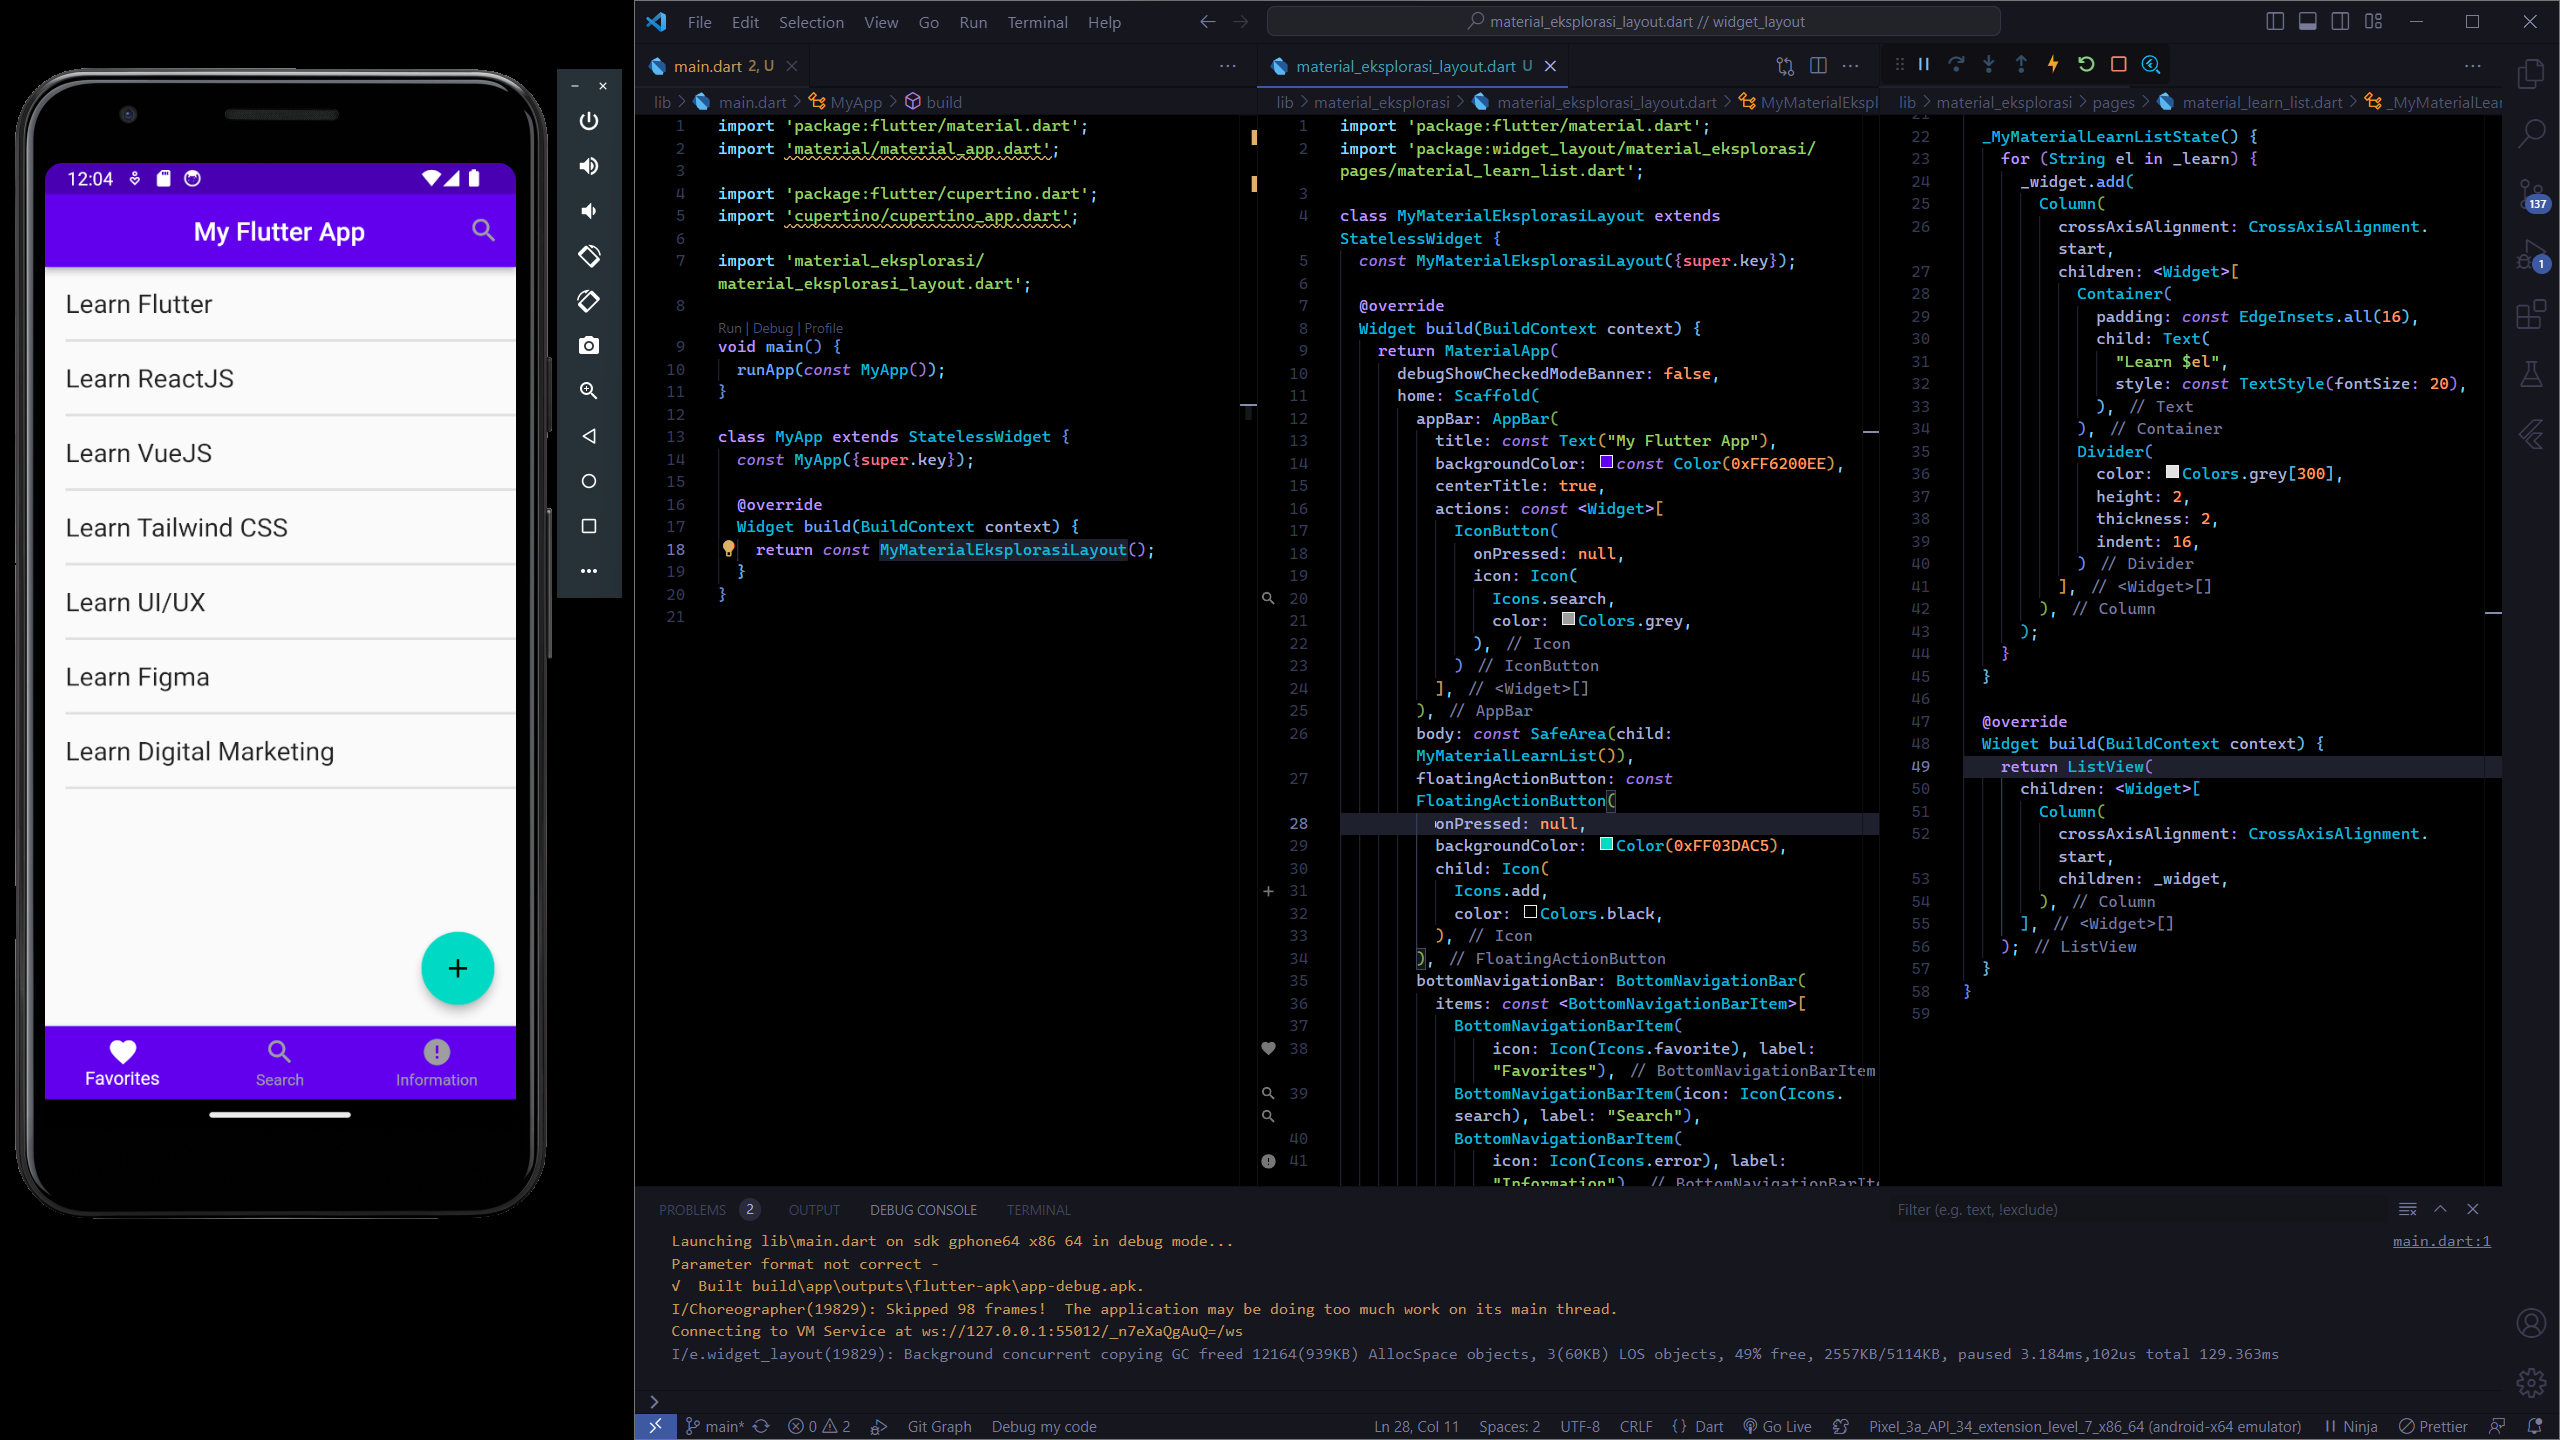 12:04
My Flutter App
Learn Flutter
Learn ReactJS
Learn VueJS
Learn Tailwind CSS
Learn UI/UX
Learn Figma
Learn Digital Marketing
Favorites
Search
Information
File Edit Selection View Go Run Terminal Help
material_eksplorasi_layout.dart // widget_layout
main.dart 2, U
lib > main.dart > MyApp > build
1 import 'package:flutter/material.dart';
2 import 'material/material_app.dart';
3
4 import 'package:flutter/cupertino.dart';
5 import 'cupertino/cupertino_app.dart';
6
7 import 'material_eksplorasi/
material_eksplorasi_layout.dart';
8
Run | Debug | Profile
9 void main() {
10 runApp(const MyApp());
11 }
12
13 class MyApp extends StatelessWidget {
14 const MyApp({super.key});
15
16 @override
17 Widget build(BuildContext context) {
18 return const MyMaterialEksplorasiLayout();
19 }
20 }
21
material_eksplorasi_layout.dart U
lib > material_eksplorasi > material_eksplorasi_layout.dart > MyMaterialEkspl
1 import 'package:flutter/material.dart';
2 import 'package:widget_layout/material_eksplorasi/
pages/material_learn_list.dart';
3
4 class MyMaterialEksplorasiLayout extends
StatelessWidget {
5 const MyMaterialEksplorasiLayout({super.key});
6
7 @override
8 Widget build(BuildContext context) {
9 return MaterialApp(
10 debugShowCheckedModeBanner: false,
11 home: Scaffold(
12 appBar: AppBar(
13 title: const Text("My Flutter App"),
14 backgroundColor: const Color(0xFF6200EE),
15 centerTitle: true,
16 actions: const <Widget>[
17 IconButton(
18 onPressed: null,
19 icon: Icon(
20 Icons.search,
21 color: Colors.grey,
22 ), // Icon
23 ) // IconButton
24 ], // <Widget>[]
25 ), // AppBar
26 body: const SafeArea(child:
MyMaterialLearnList()),
27 floatingActionButton: const
FloatingActionButton(
28 onPressed: null,
29 backgroundColor: Color(0xFF03DAC5),
30 child: Icon(
31 Icons.add,
32 color: Colors.black,
33 ), // Icon
34 ), // FloatingActionButton
35 bottomNavigationBar: BottomNavigationBar(
36 items: const <BottomNavigationBarItem>[
37 BottomNavigationBarItem(
38 icon: Icon(Icons.favorite), label:
"Favorites"), // BottomNavigationBarItem
39 BottomNavigationBarItem(icon: Icon(Icons.
search), label: "Search"),
40 BottomNavigationBarItem(
41 icon: Icon(Icons.error), label:
"Information"), // BottomNavigationBarIte
lib > material_eksplorasi > pages > material_learn_list.dart > _MyMaterialLear
21
22 _MyMaterialLearnListState() {
23 for (String el in _learn) {
24 _widget.add(
25 Column(
26 crossAxisAlignment: CrossAxisAlignment.
start,
27 children: <Widget>[
28 Container(
29 padding: const EdgeInsets.all(16),
30 child: Text(
31 "Learn $el",
32 style: const TextStyle(fontSize: 20),
33 ), // Text
34 ), // Container
35 Divider(
36 color: Colors.grey[300],
37 height: 2,
38 thickness: 2,
39 indent: 16,
40 ) // Divider
41 ], // <Widget>[]
42 ), // Column
43 );
44 }
45 }
46
47 @override
48 Widget build(BuildContext context) {
49 return ListView(
50 children: <Widget>[
51 Column(
52 crossAxisAlignment: CrossAxisAlignment.
start,
53 children: _widget,
54 ), // Column
55 ], // <Widget>[]
56 ); // ListView
57 }
58 }
59
137
1
PROBLEMS 2 OUTPUT DEBUG CONSOLE TERMINAL
Filter (e.g. text, !exclude)
Launching lib\main.dart on sdk gphone64 x86 64 in debug mode...
main.dart:1
Parameter format not correct -
√ Built build\app\outputs\flutter-apk\app-debug.apk.
I/Choreographer(19829): Skipped 98 frames! The application may be doing too much work on its main thread.
Connecting to VM Service at ws://127.0.0.1:55012/_n7eXaQgAuQ=/ws
I/e.widget_layout(19829): Background concurrent copying GC freed 12164(939KB) AllocSpace objects, 3(60KB) LOS objects, 49% free, 2557KB/5114KB, paused 3.184ms,102us total 129.363ms
main* 0 2 Git Graph Debug my code
Ln 28, Col 11 Spaces: 2 UTF-8 CRLF {} Dart Go Live Pixel_3a_API_34_extension_level_7_x86_64 (android-x64 emulator) Ninja Prettier